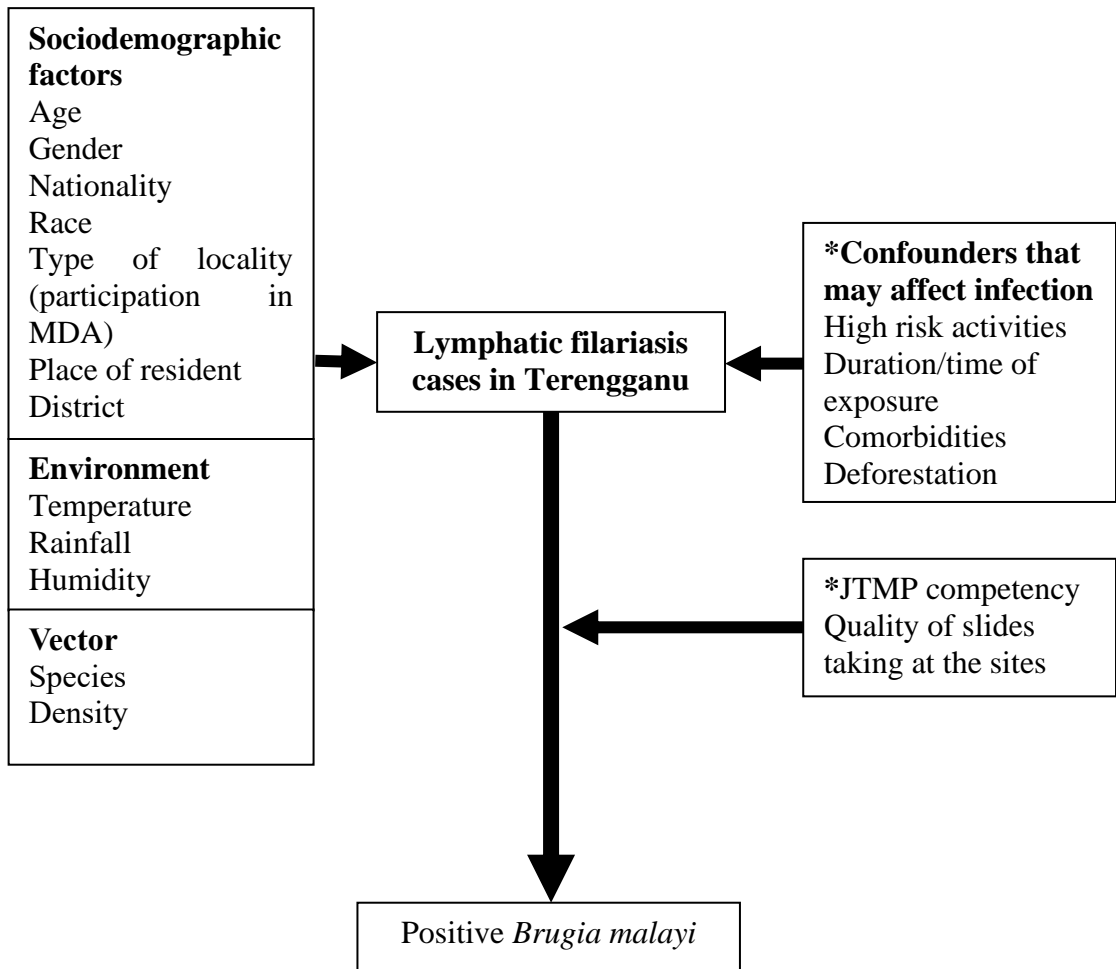 Sociodemographic
factors
Age
Gender
Nationality
Race
Type of locality
(participation in
MDA)
Place of resident
District
Environment
Temperature
Rainfall
Humidity
Vector
Species
Density
Lymphatic filariasis
cases in Terengganu
*Confounders that
may affect infection
High risk activities
Duration/time of
exposure
Comorbidities
Deforestation
*JTMP competency
Quality of slides
taking at the sites
Positive Brugia malayi